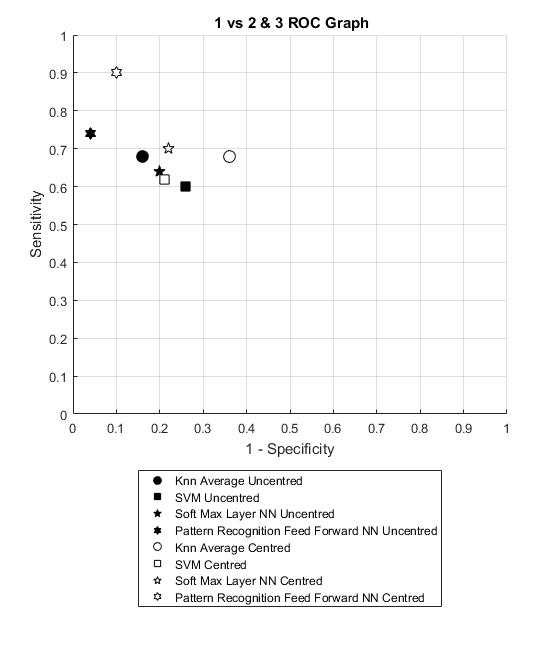 1 vs 2 & 3 ROC Graph
1
0.9
0.8
0.7
0.6
0.5
0.4
0.3
0.2
0.1
0
Sensitivity
0 0.1 0.2 0.3 0.4 0.5 0.6 0.7 0.8 0.9 1
1 - Specificity
Knn Average Uncentred
SVM Uncentred
Soft Max Layer NN Uncentred
Pattern Recognition Feed Forward NN Uncentred
Knn Average Centred
SVM Centred
Soft Max Layer NN Centred
Pattern Recognition Feed Forward NN Centred